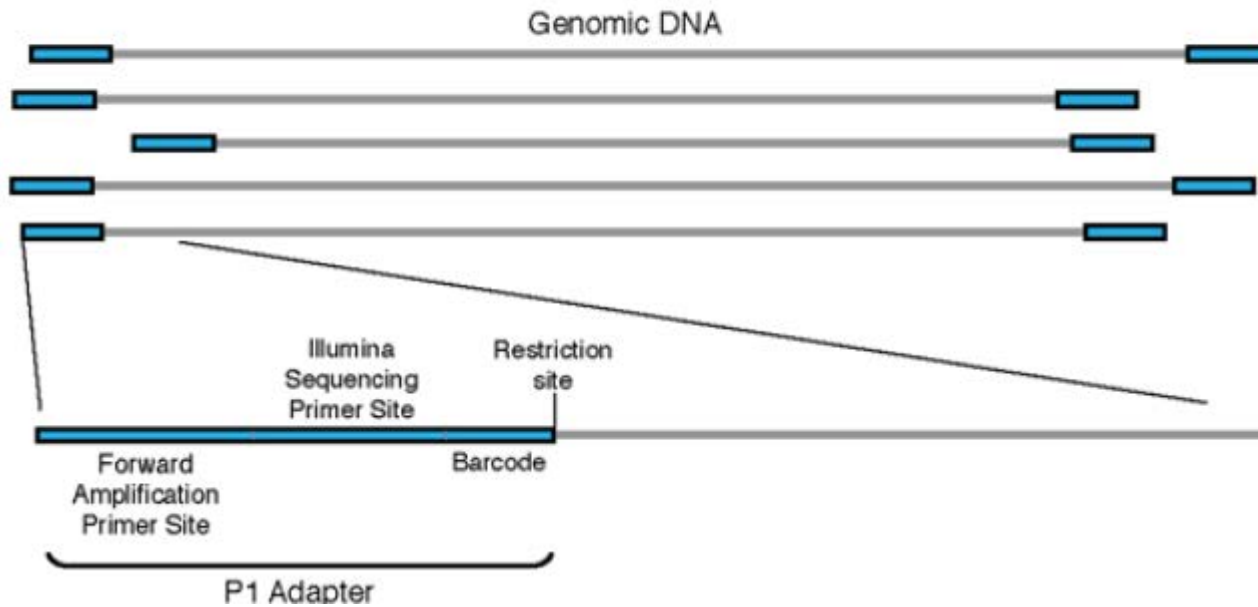 Genomic DNA
Illumina
Sequencing
Primer Site
Restriction
site
Forward
Amplification
Primer Site
Barcode
P1 Adapter